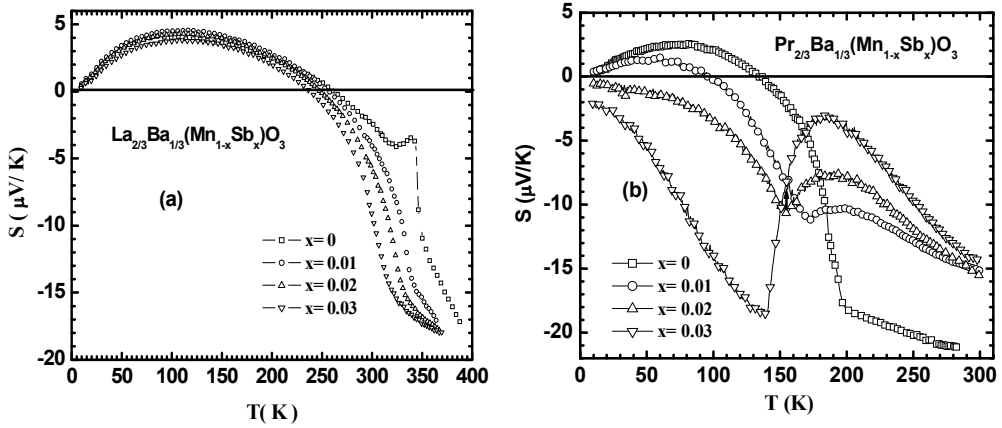 5
0
-5
-10
-15
-20
S ( μV/ K)
La2/3Ba1/3(Mn1-xSbx)O3
(a)
x= 0
x= 0.01
x= 0.02
x= 0.03
0 50 100 150 200 250 300 350 400
T( K )
5
0
-5
-10
-15
-20
S (μV/K)
Pr2/3Ba1/3(Mn1-xSbx)O3
(b)
x= 0
x= 0.01
x= 0.02
x= 0.03
0 50 100 150 200 250 300
T (K)